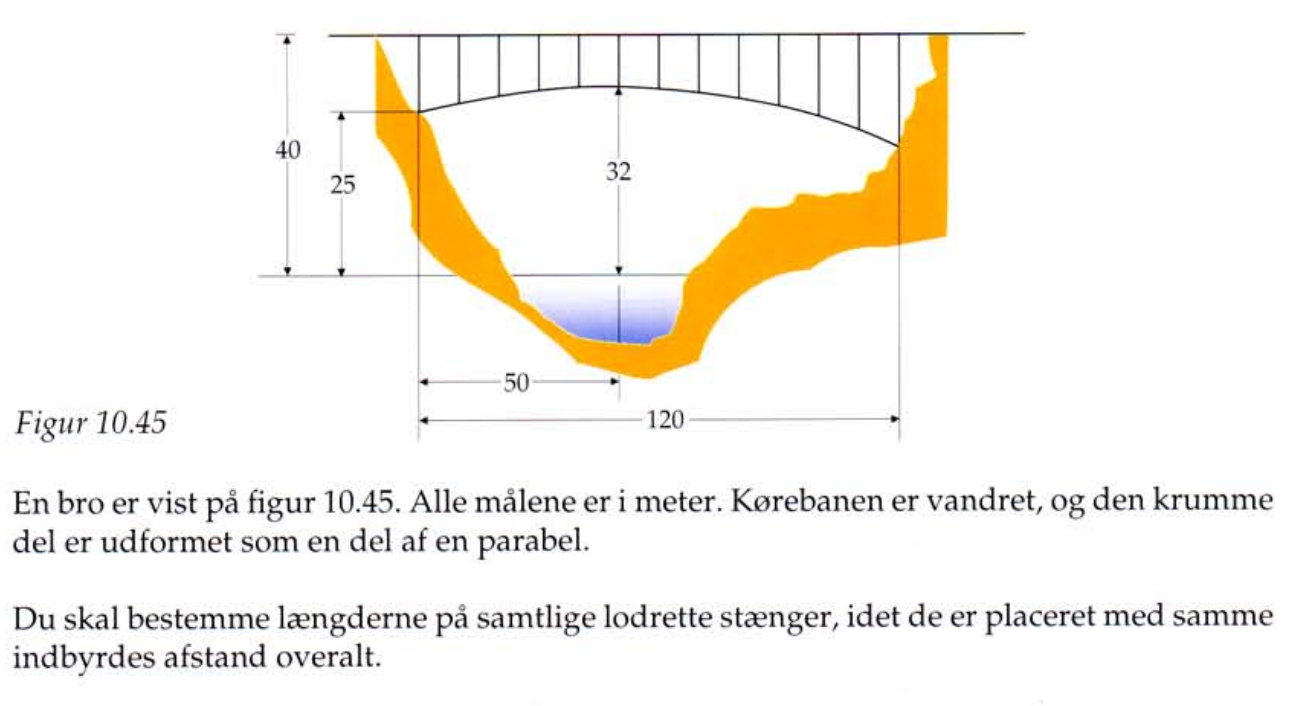 40
25
32
50
120
Figur 10.45
En bro er vist på figur 10.45. Alle målene er i meter. Kørebanen er vandret, og den krumme
del er udformet som en del af en parabel.
Du skal bestemme længderne på samtlige lodrette stænger, idet de er placeret med samme
indbyrdes afstand overalt.